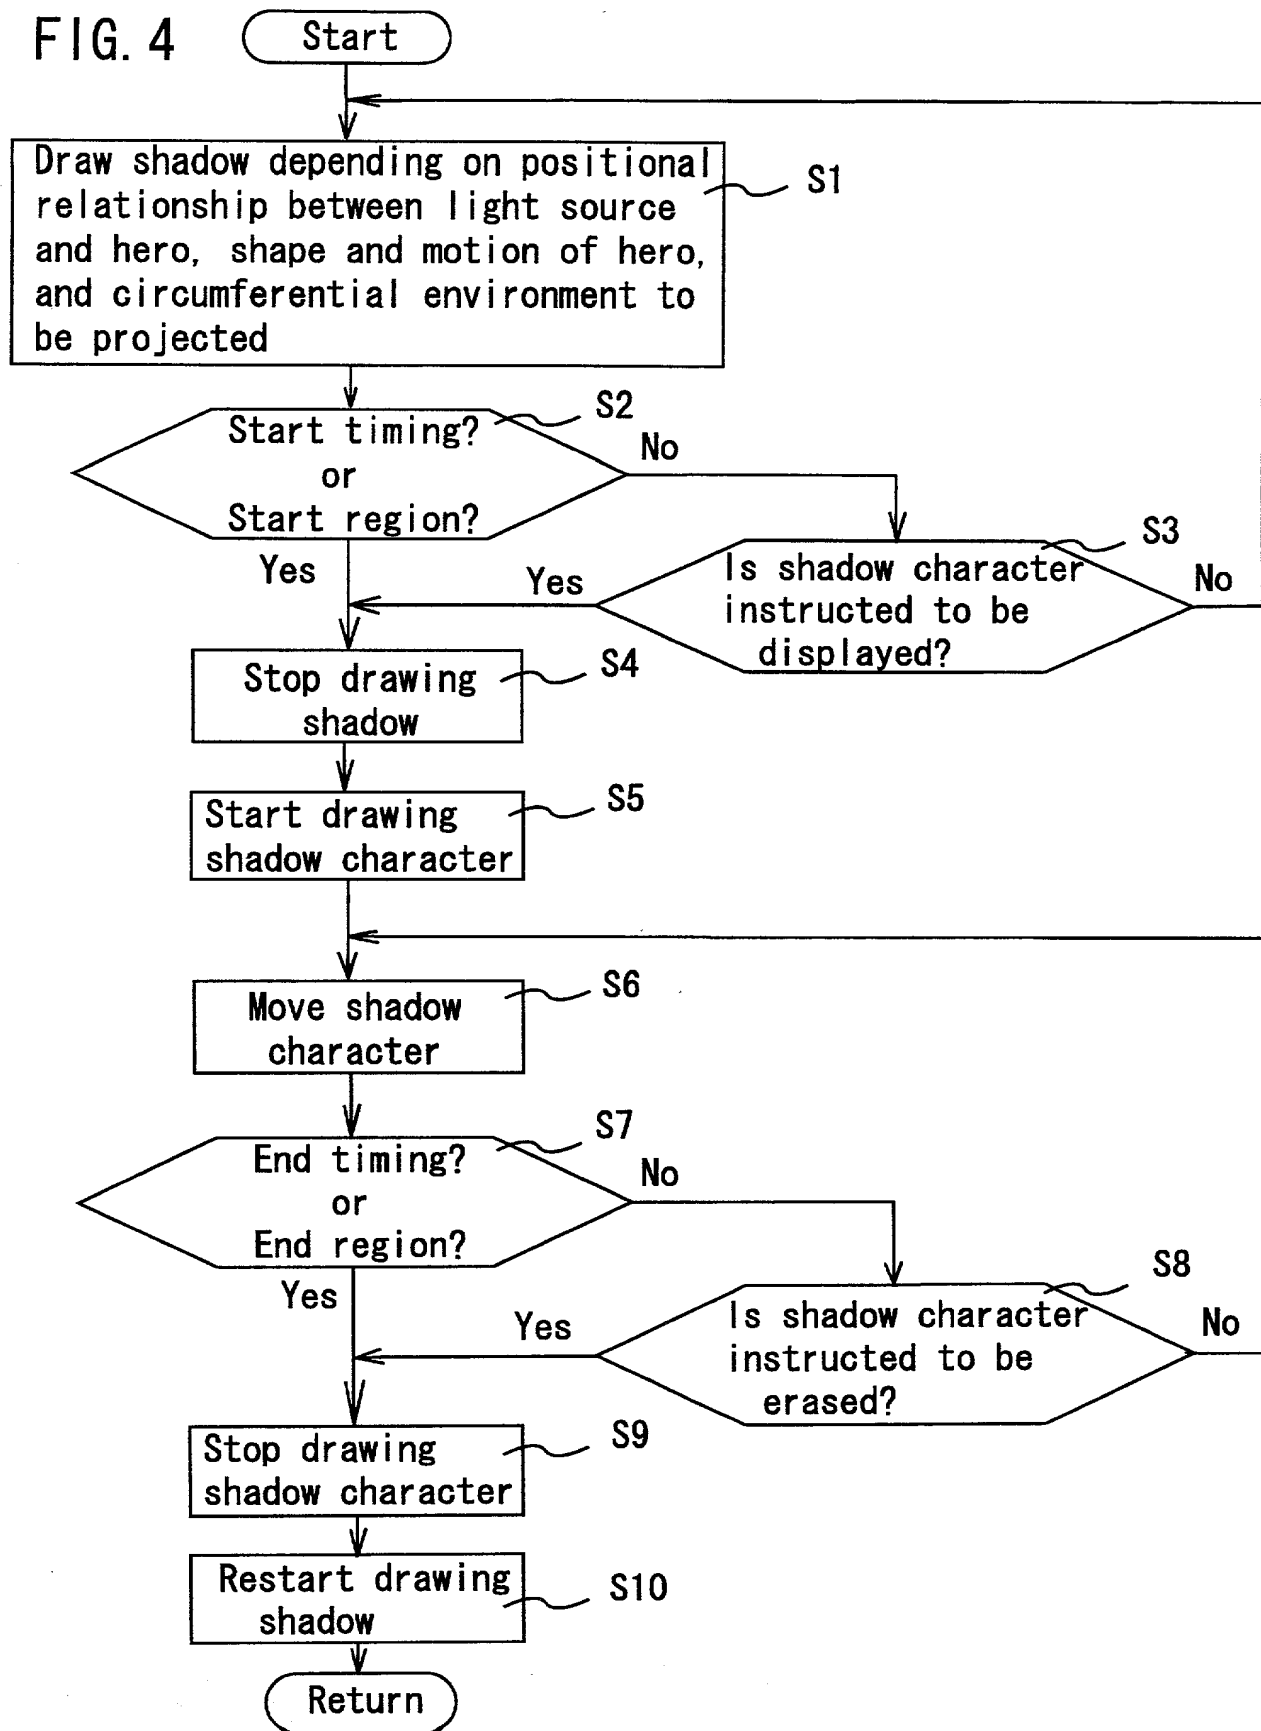 FIG. 4
Start
Draw shadow depending on positional
relationship between light source
and hero, shape and motion of hero,
and circumferential environment to
be projected
S1
Start timing?
or
Start region?
S2
No
Yes
Is shadow character
instructed to be
displayed?
S3
Yes
No
Stop drawing
shadow
S4
Start drawing
shadow character
S5
Move shadow
character
S6
End timing?
or
End region?
S7
No
Yes
Is shadow character
instructed to be
erased?
S8
Yes
No
Stop drawing
shadow character
S9
Restart drawing
shadow
S10
Return